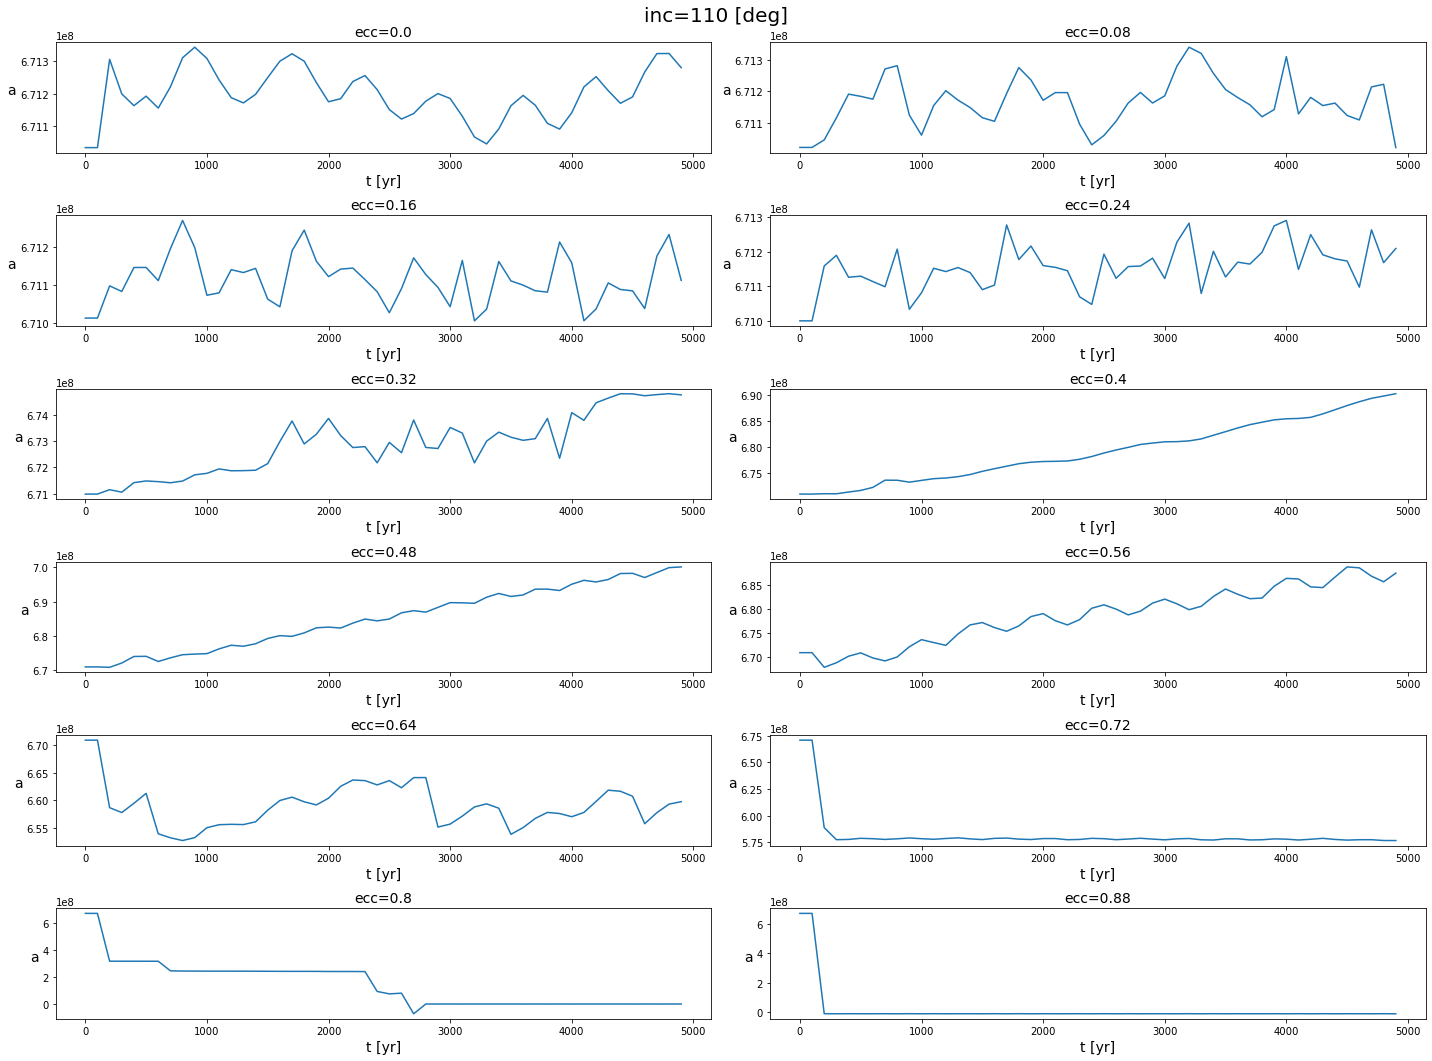 inc=110 [deg]
ecc=0.0
ecc=0.08
1e8
1e8
6.713
6.712
6.711
a
6.713
6.712
6.711
a
0 1000 2000 3000 4000 5000
0 1000 2000 3000 4000 5000
t [yr]
t [yr]
ecc=0.16
ecc=0.24
1e8
1e8
6.712
6.711
6.710
a
6.713
6.712
6.711
6.710
a
0 1000 2000 3000 4000 5000
0 1000 2000 3000 4000 5000
t [yr]
t [yr]
ecc=0.32
ecc=0.4
1e8
1e8
6.74
6.73
6.72
6.71
a
6.90
6.85
6.80
6.75
a
0 1000 2000 3000 4000 5000
0 1000 2000 3000 4000 5000
t [yr]
t [yr]
ecc=0.48
ecc=0.56
1e8
1e8
7.0
6.9
6.8
6.7
a
6.85
6.80
6.75
6.70
a
0 1000 2000 3000 4000 5000
0 1000 2000 3000 4000 5000
t [yr]
t [yr]
ecc=0.64
ecc=0.72
1e8
1e8
6.70
6.65
6.60
6.55
a
6.75
6.50
6.25
6.00
5.75
a
0 1000 2000 3000 4000 5000
0 1000 2000 3000 4000 5000
t [yr]
t [yr]
ecc=0.8
ecc=0.88
1e8
1e8
6
4
2
0
a
6
4
2
0
a
0 1000 2000 3000 4000 5000
0 1000 2000 3000 4000 5000
t [yr]
t [yr]